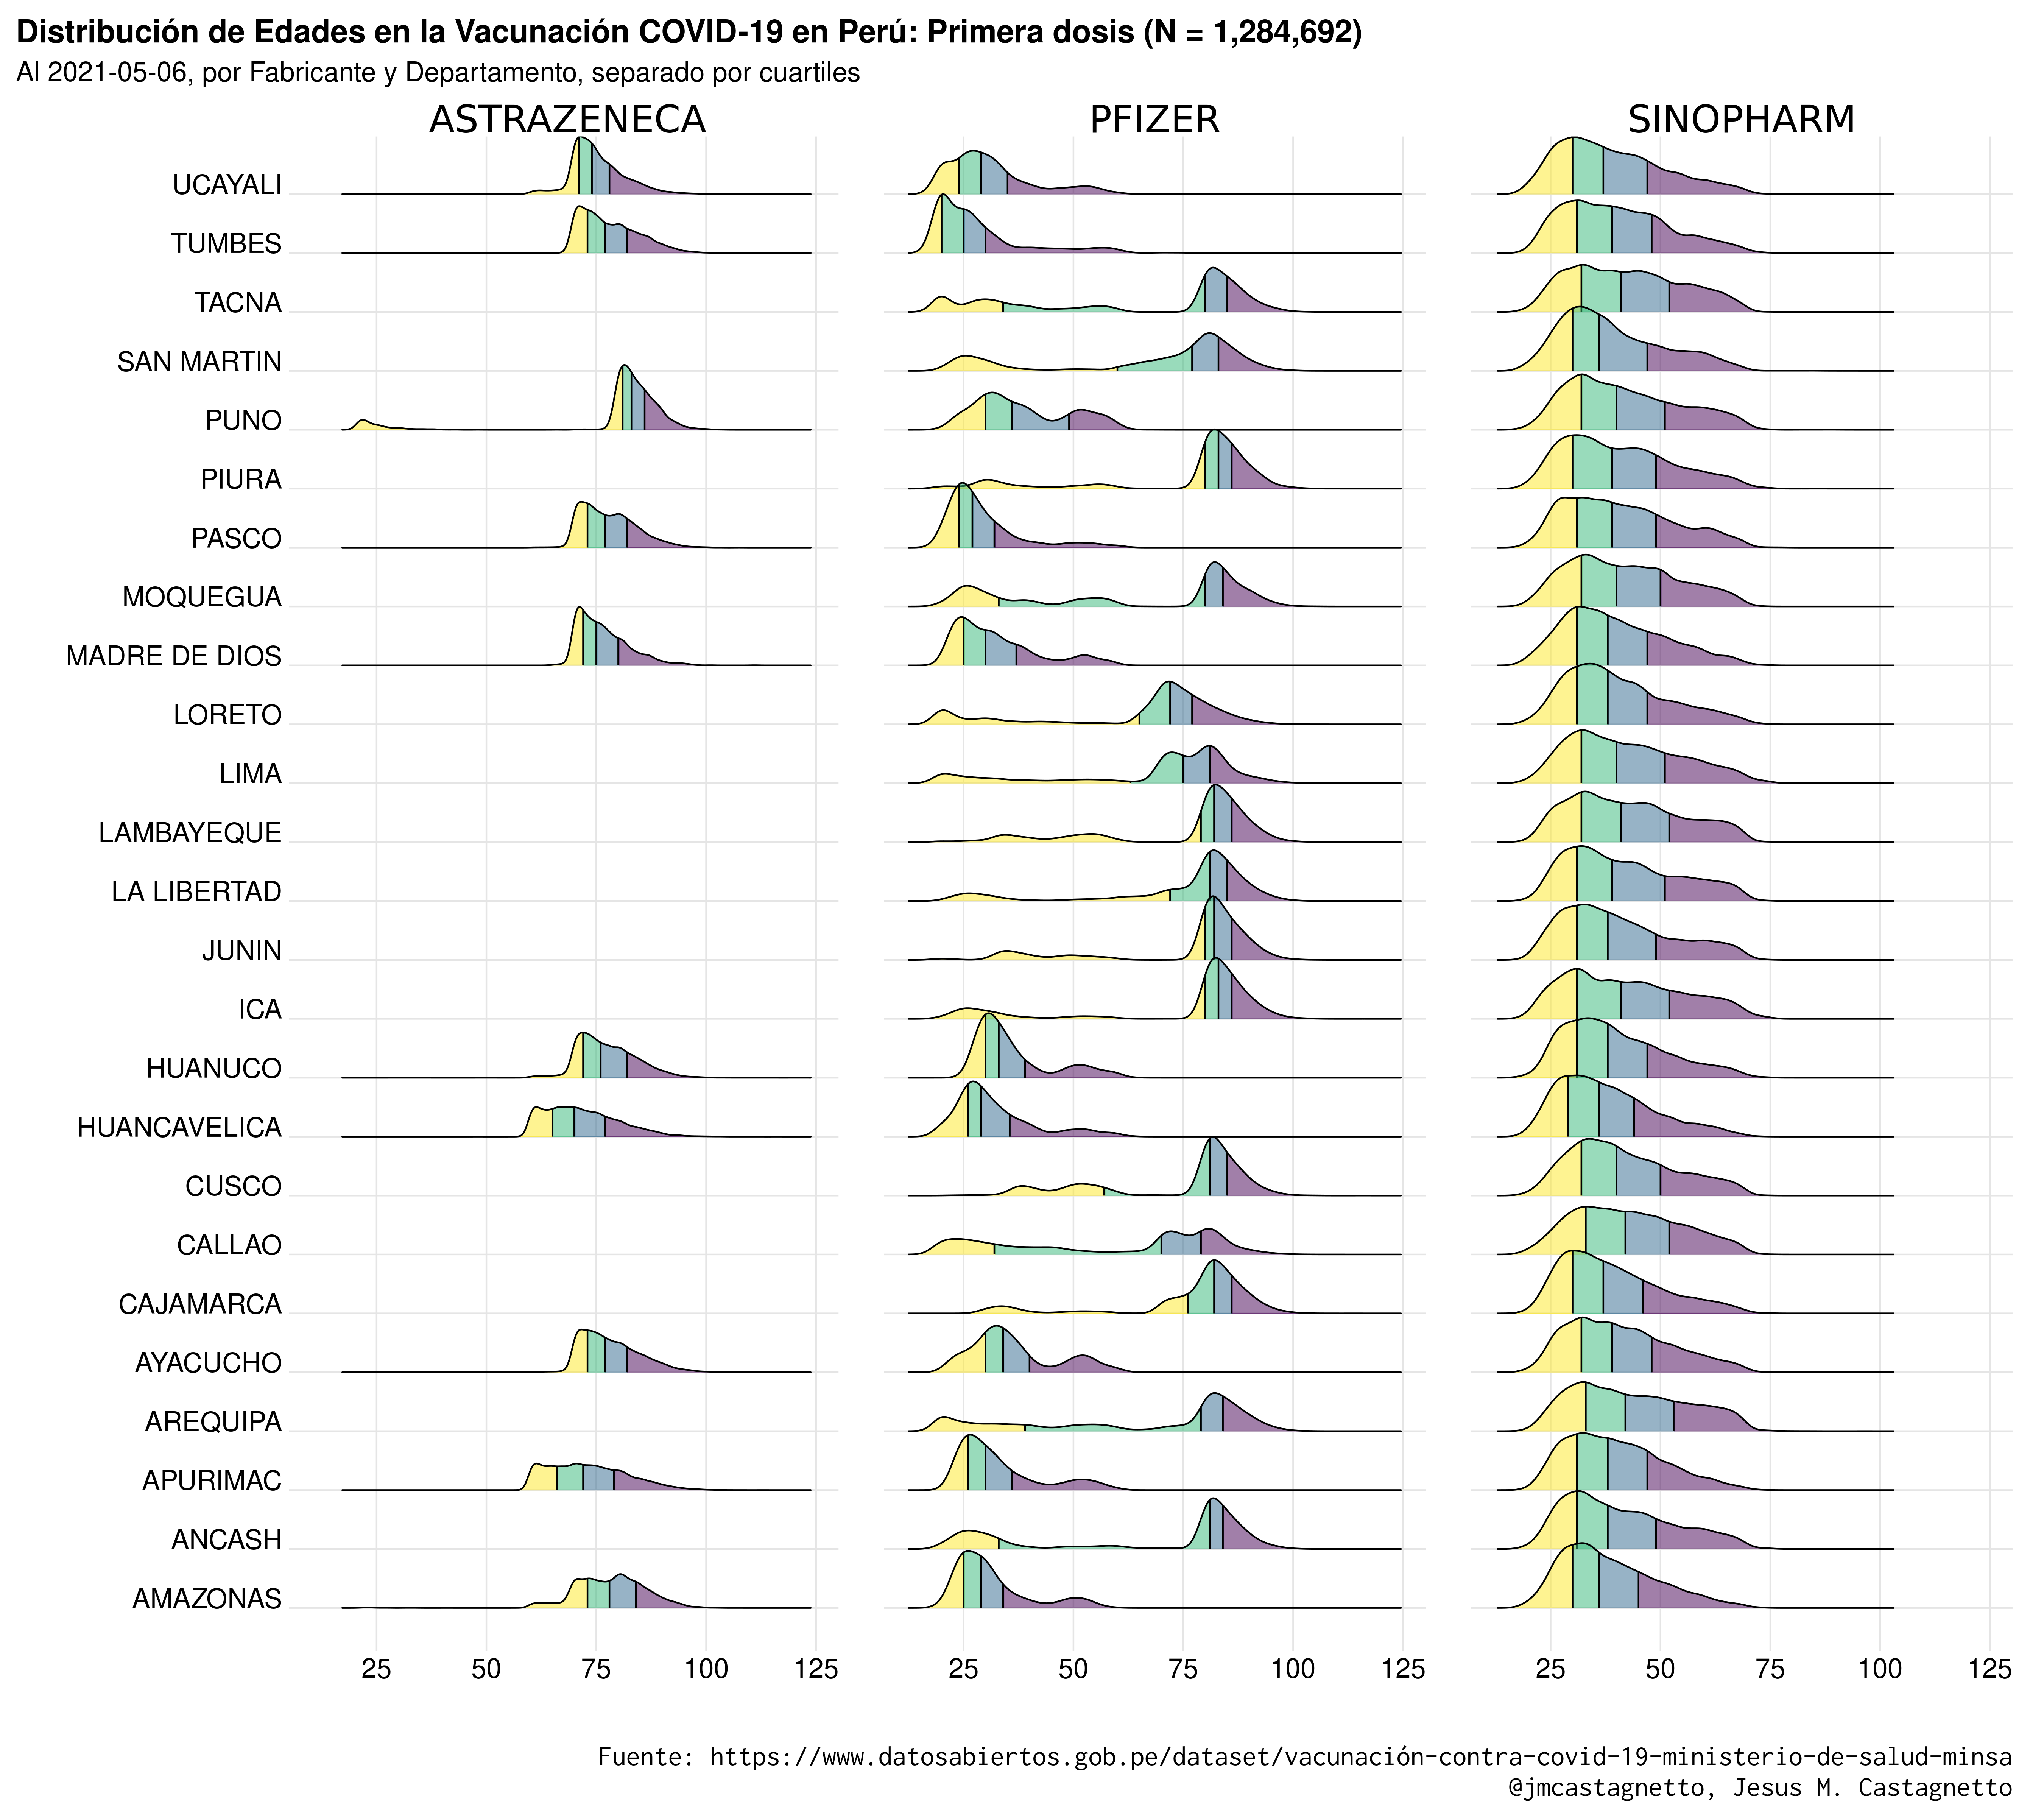 Distribución de Edades en la Vacunación COVID-19 en Perú: Primera dosis (N = 1,284,692)
Al 2021-05-06, por Fabricante y Departamento, separado por cuartiles
ASTRAZENECA PFIZER SINOPHARM
UCAYALI
TUMBES
TACNA
SAN MARTIN
PUNO
PIURA
PASCO
MOQUEGUA
MADRE DE DIOS
LORETO
LIMA
LAMBAYEQUE
LA LIBERTAD
JUNIN
ICA
HUANUCO
HUANCAVELICA
CUSCO
CALLAO
CAJAMARCA
AYACUCHO
AREQUIPA
APURIMAC
ANCASH
AMAZONAS
25 50 75 100 125 25 50 75 100 125 25 50 75 100 125
Fuente: https://www.datosabiertos.gob.pe/dataset/vacunación-contra-covid-19-ministerio-de-salud-minsa
@jmcastagnetto, Jesus M. Castagnetto